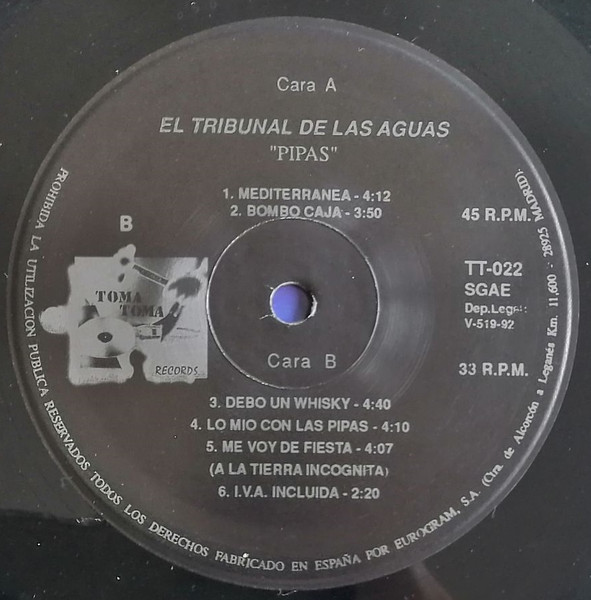 Cara A
EL TRIBUNAL DE LAS AGUAS
"PIPAS"
1. MEDITERRANEA - 4:12
2. BOMBO CAJA - 3:50
45 R.P.M.
B
TOMA
TOMA
RECORDS
TT-022
SGAE
Dep.Legal:
V-519-92
Cara B
33 R.P.M.
3. DEBO UN WHISKY - 4:40
4. LO MIO CON LAS PIPAS - 4:10
5. ME VOY DE FIESTA - 4:07
(A LA TIERRA INCOGNITA)
6. I.V.A. INCLUIDA - 2:20
PROHIBIDA LA UTILIZACION PUBLICA RESERVADOS TODOS LOS DERECHOS FABRICADO EN ESPAÑA POR EUROGRAM, S.A. (Ctra. de Alcorcón a Leganés Km. 11,600 - 28925 MADRID).